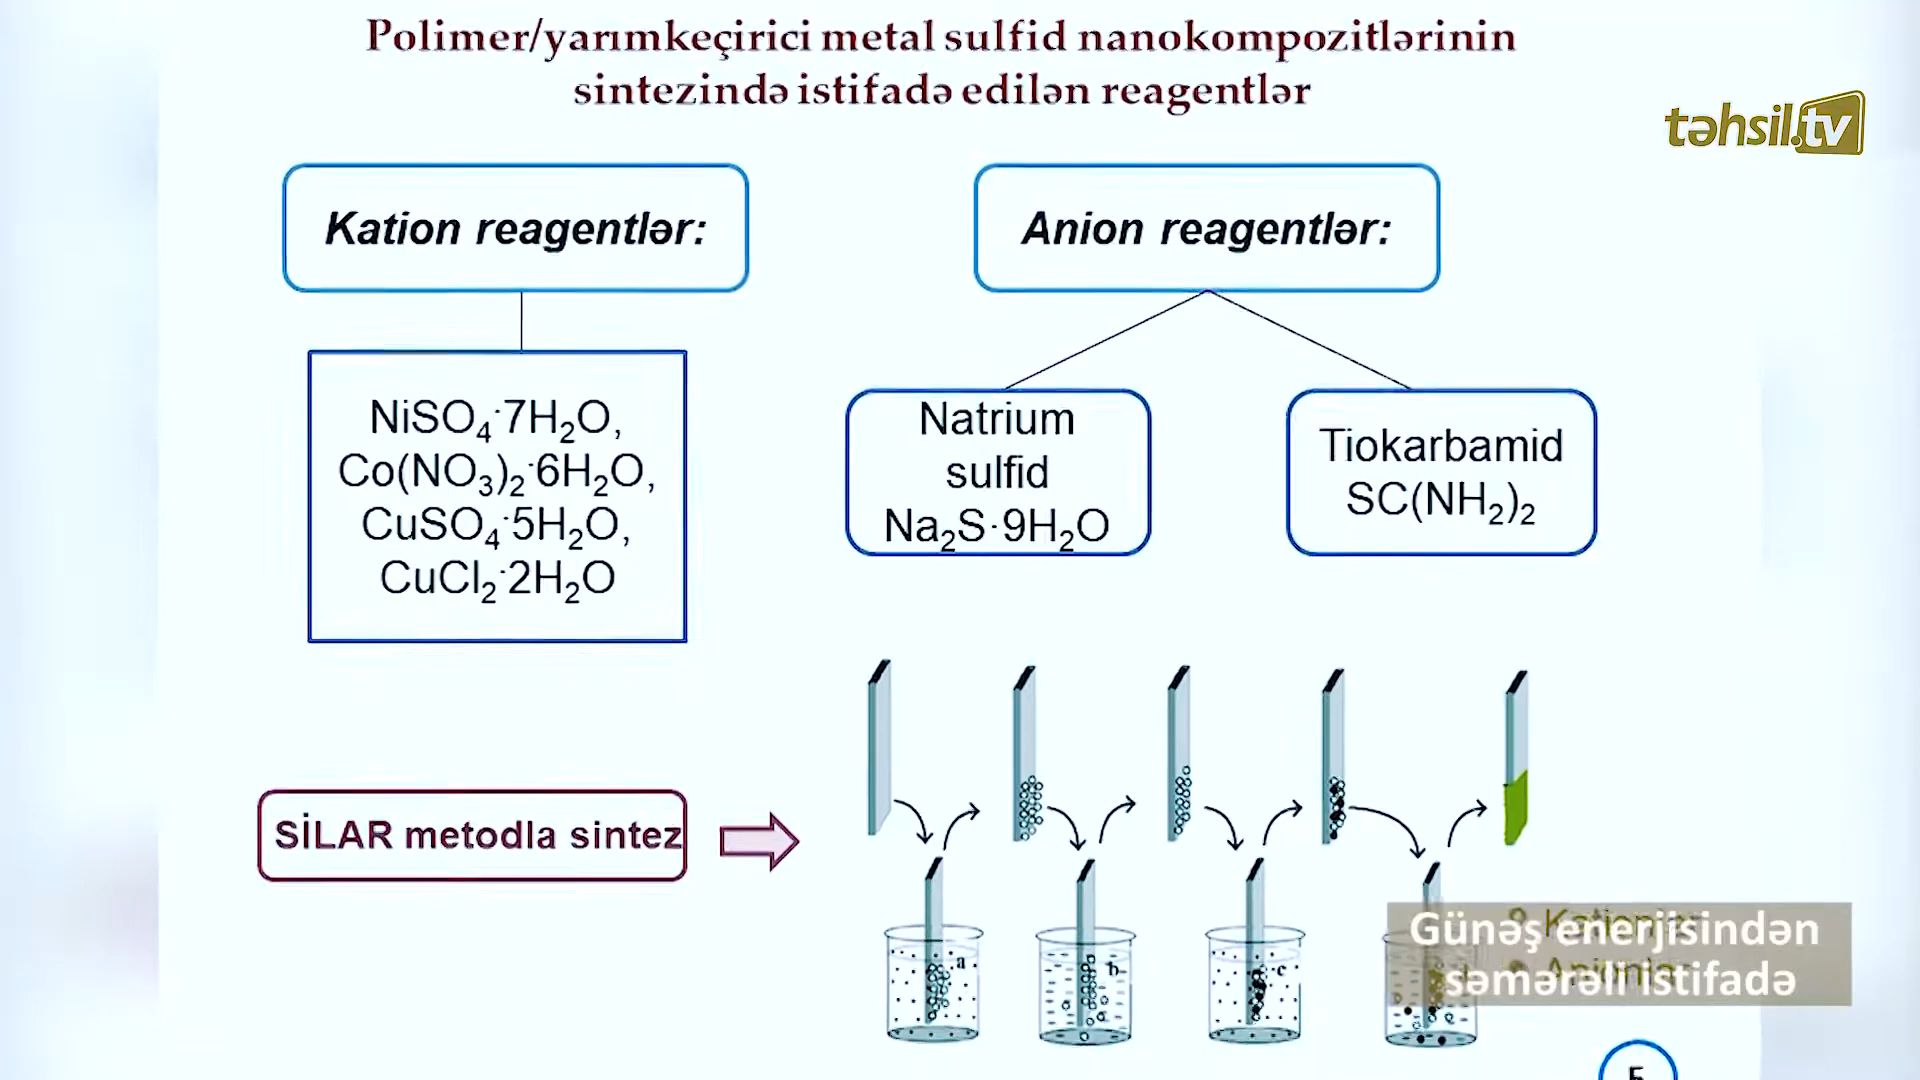 Polimer/yarımkeçirici metal sulfid nanokompozitlərinin
sintezində istifadə edilən reagentlər
təhsil.tv
Kation reagentlər:
Anion reagentlər:
NiSO₄·7H₂O,
Co(NO₃)₂·6H₂O,
CuSO₄·5H₂O,
CuCl₂·2H₂O
Natrium
sulfid
Na₂S·9H₂O
Tiokarbamid
SC(NH₂)₂
SİLAR metodla sintez
a
b
c
Günəş enerjisindən
səmərəli istifadə